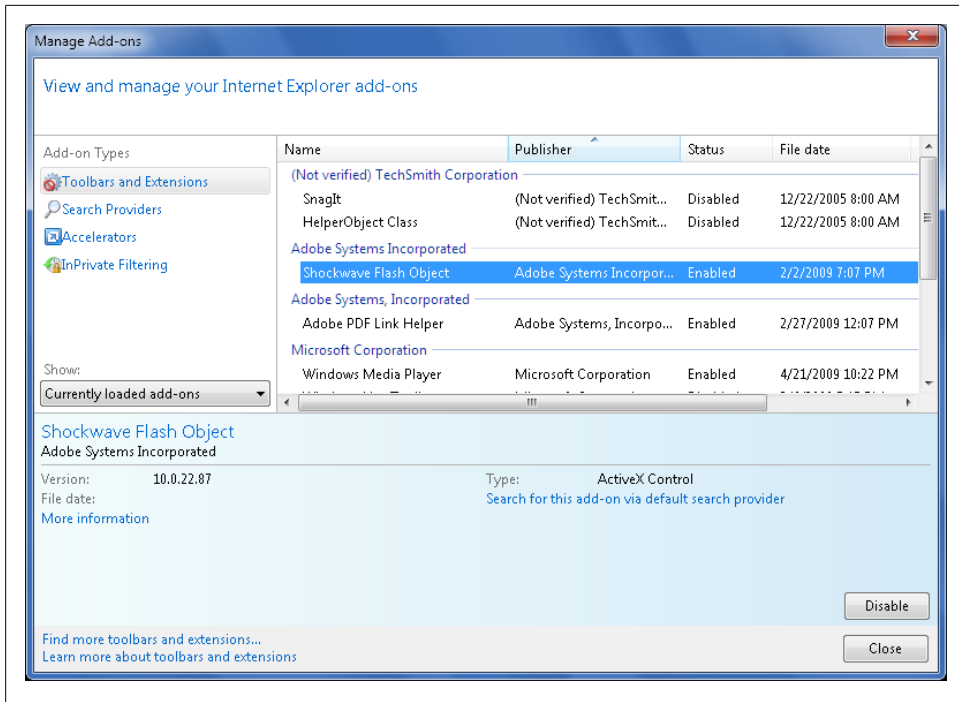 Manage Add-ons
View and manage your Internet Explorer add-ons
Add-on Types
Toolbars and Extensions
Search Providers
Accelerators
InPrivate Filtering
Show:
Currently loaded add-ons
Name Publisher Status File date
(Not verified) TechSmith Corporation
SnagIt (Not verified) TechSmit... Disabled 12/22/2005 8:00 AM
HelperObject Class (Not verified) TechSmit... Disabled 12/22/2005 8:00 AM
Adobe Systems Incorporated
Shockwave Flash Object Adobe Systems Incorpor... Enabled 2/2/2009 7:07 PM
Adobe Systems, Incorporated
Adobe PDF Link Helper Adobe Systems, Incorpo... Enabled 2/27/2009 12:07 PM
Microsoft Corporation
Windows Media Player Microsoft Corporation Enabled 4/21/2009 10:22 PM
Shockwave Flash Object
Adobe Systems Incorporated
Version: 10.0.22.87 Type: ActiveX Control
File date: Search for this add-on via default search provider
More information
Disable
Find more toolbars and extensions...
Learn more about toolbars and extensions
Close